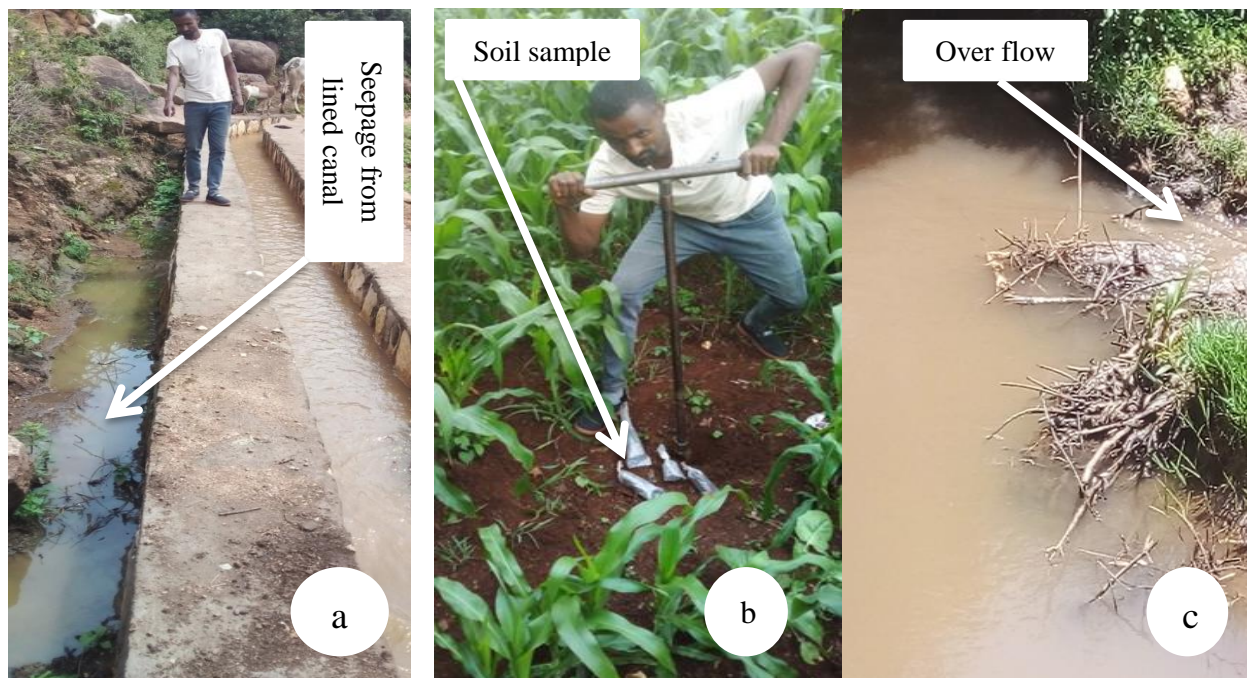 Seepage from
lined canal
a
Soil sample
b
Over flow
c